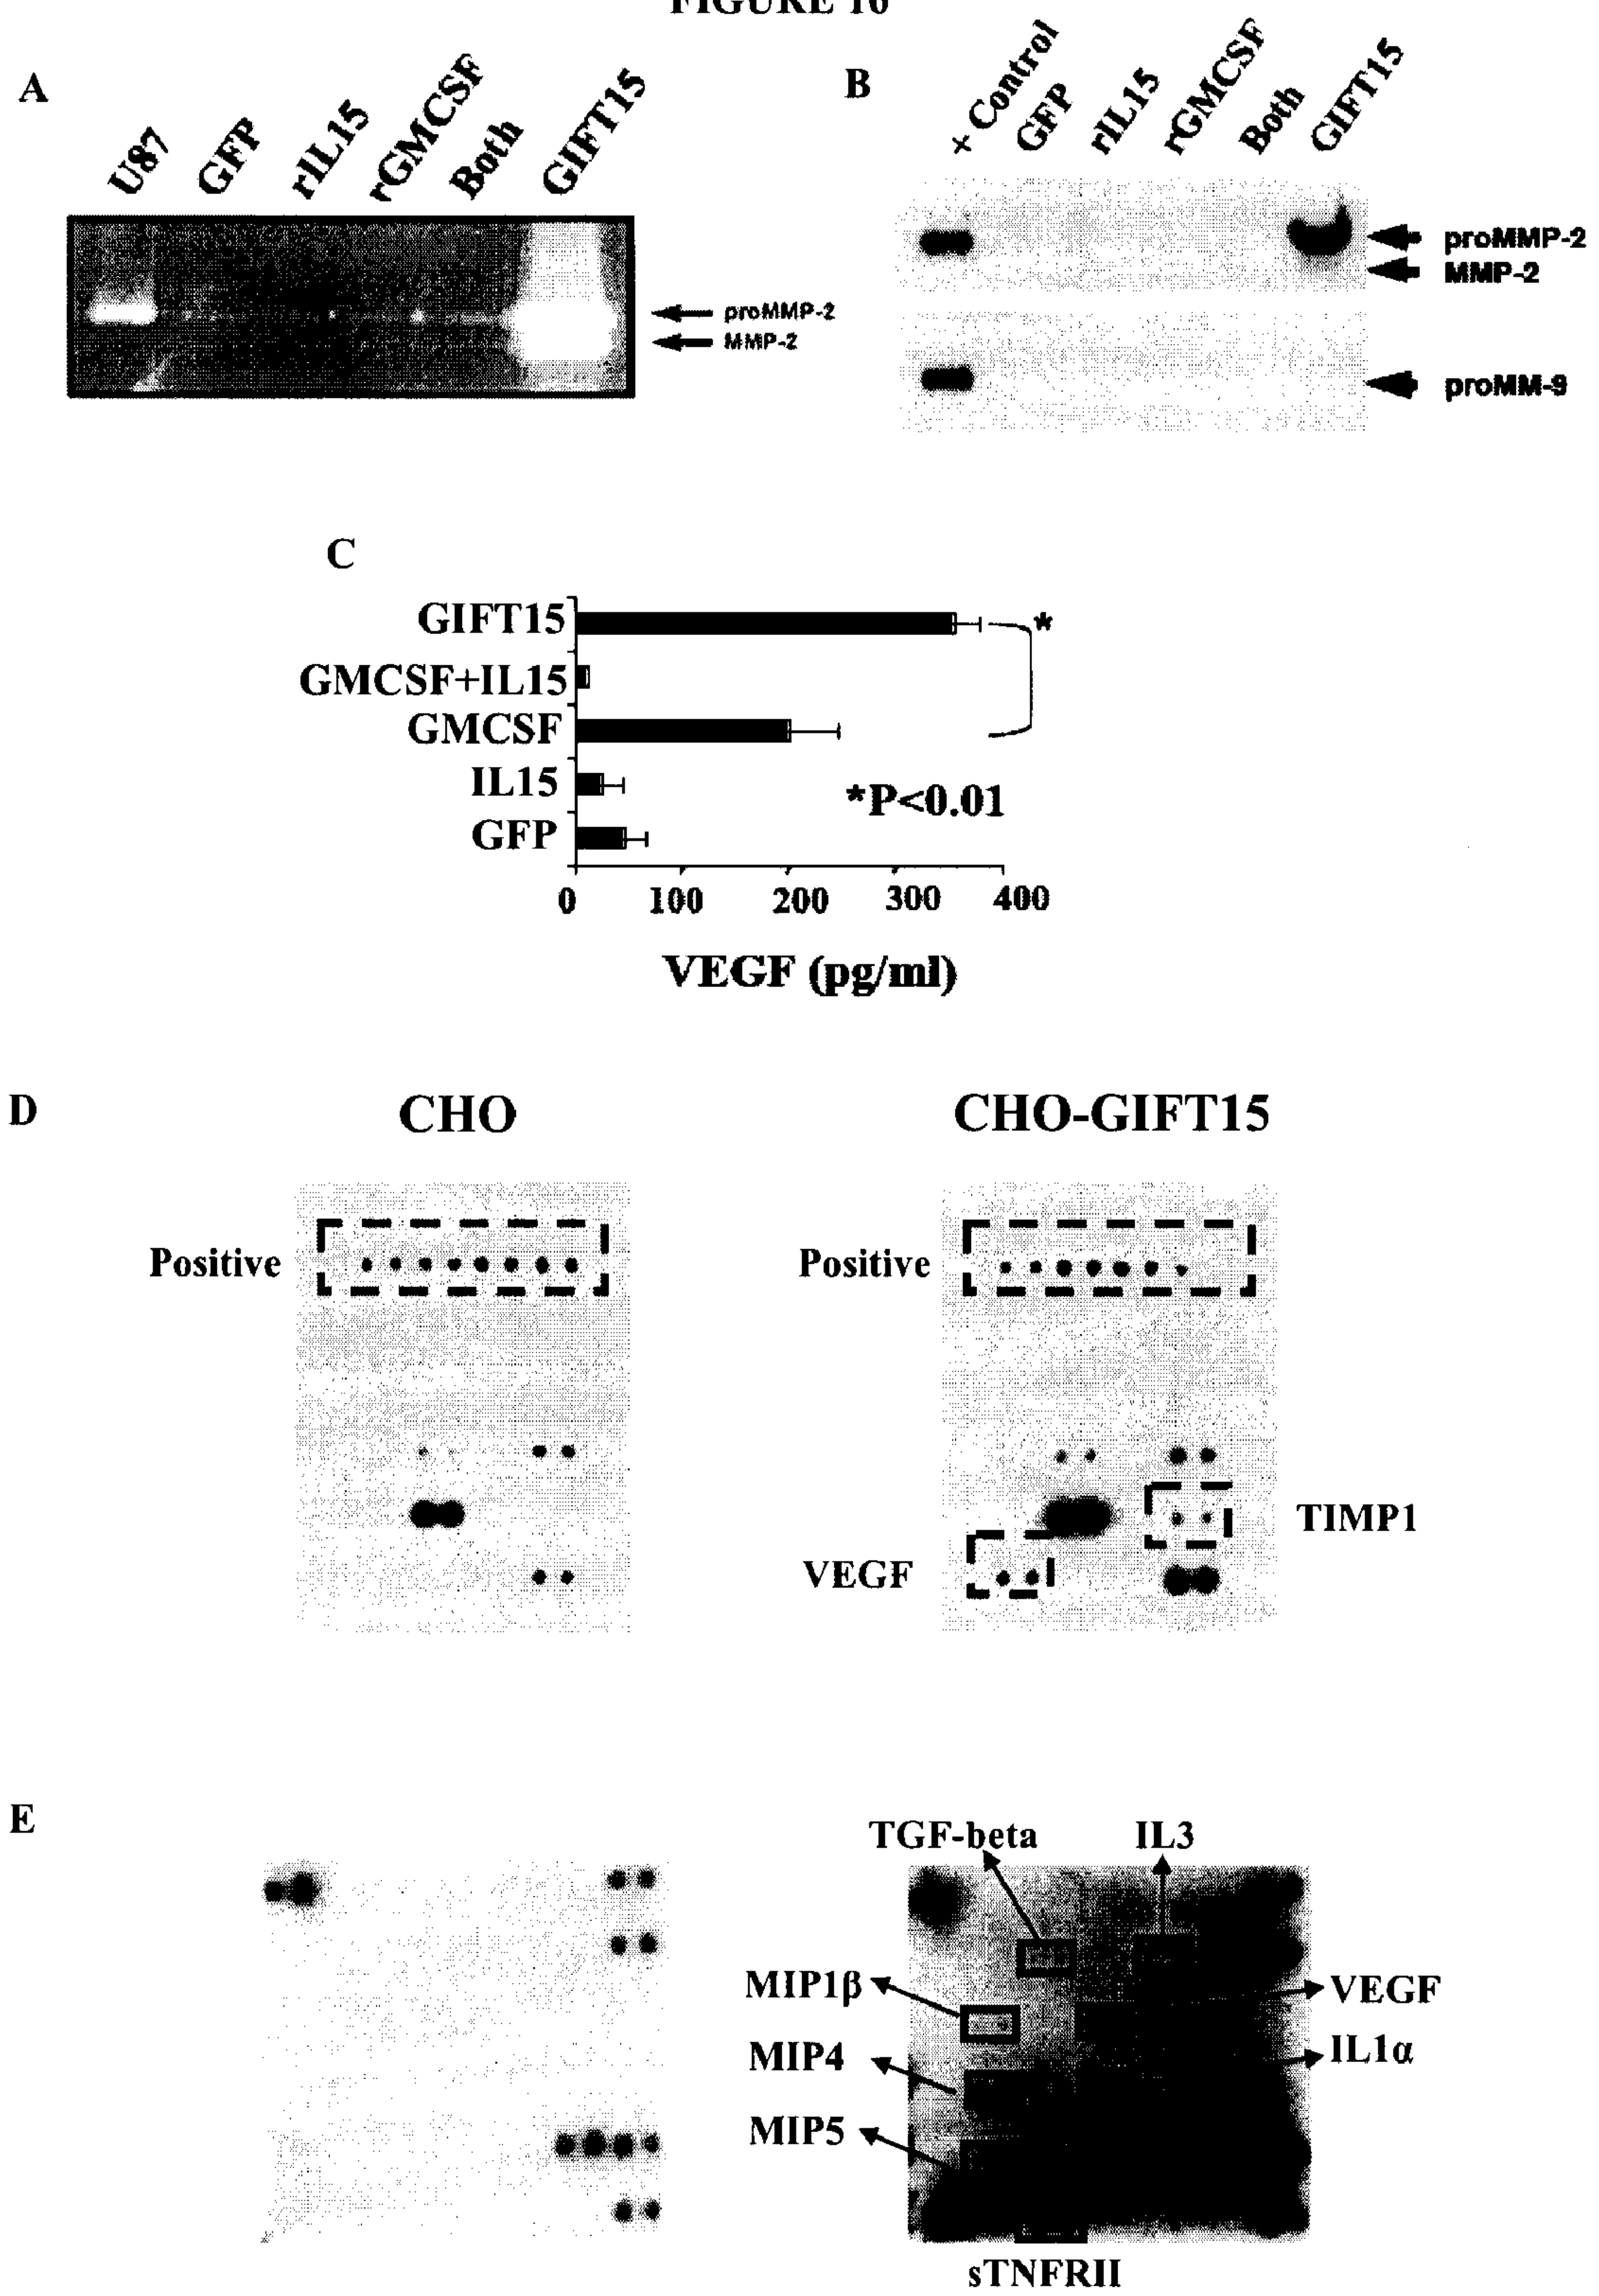 FIGURE 16
A
U87
GFP
rIL15
rGMCSF
Both
GIFT15
proMMP-2
MMP-2
B
+ Control
GFP
rIL15
rGMCSF
Both
GIFT15
proMMP-2
MMP-2
proMM-9
C
GIFT15
GMCSF+IL15
GMCSF
IL15
GFP
*
*P<0.01
0 100 200 300 400
VEGF (pg/ml)
D
CHO
CHO-GIFT15
Positive
Positive
TIMP1
VEGF
E
TGF-beta
IL3
MIP1β
VEGF
MIP4
IL1α
MIP5
sTNFRII